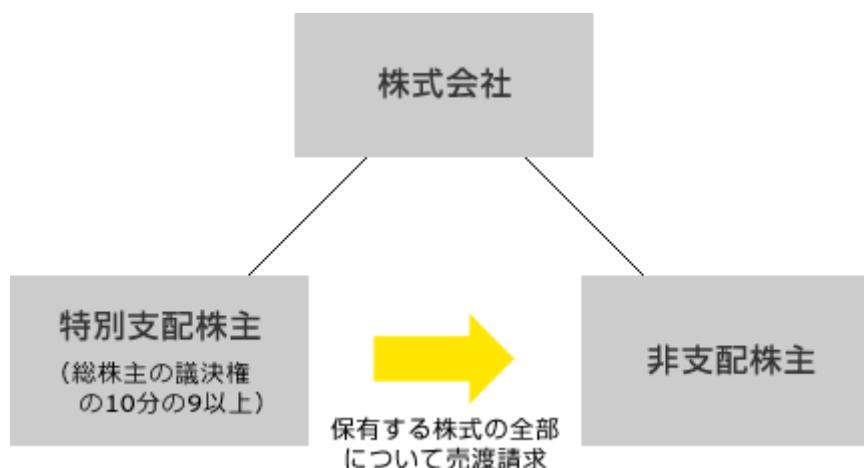 株式会社
特別支配株主
（総株主の議決権
の10分の9以上）
保有する株式の全部
について売渡請求
非支配株主